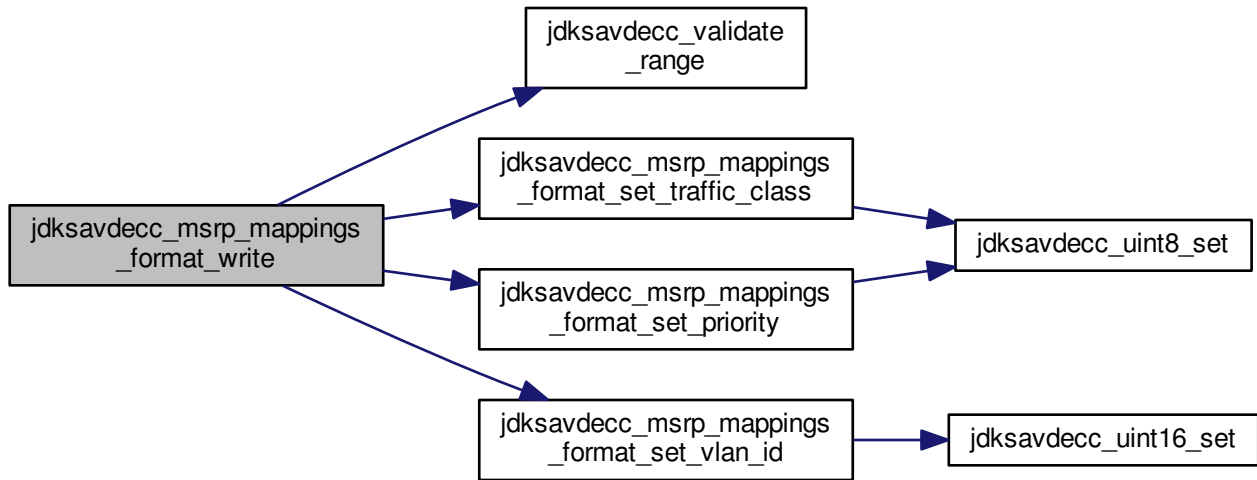 jdksavdecc_validate
_range
jdksavdecc_msrp_mappings
_format_set_traffic_class
jdksavdecc_msrp_mappings
_format_write
jdksavdecc_uint8_set
jdksavdecc_msrp_mappings
_format_set_priority
jdksavdecc_msrp_mappings
_format_set_vlan_id
jdksavdecc_uint16_set